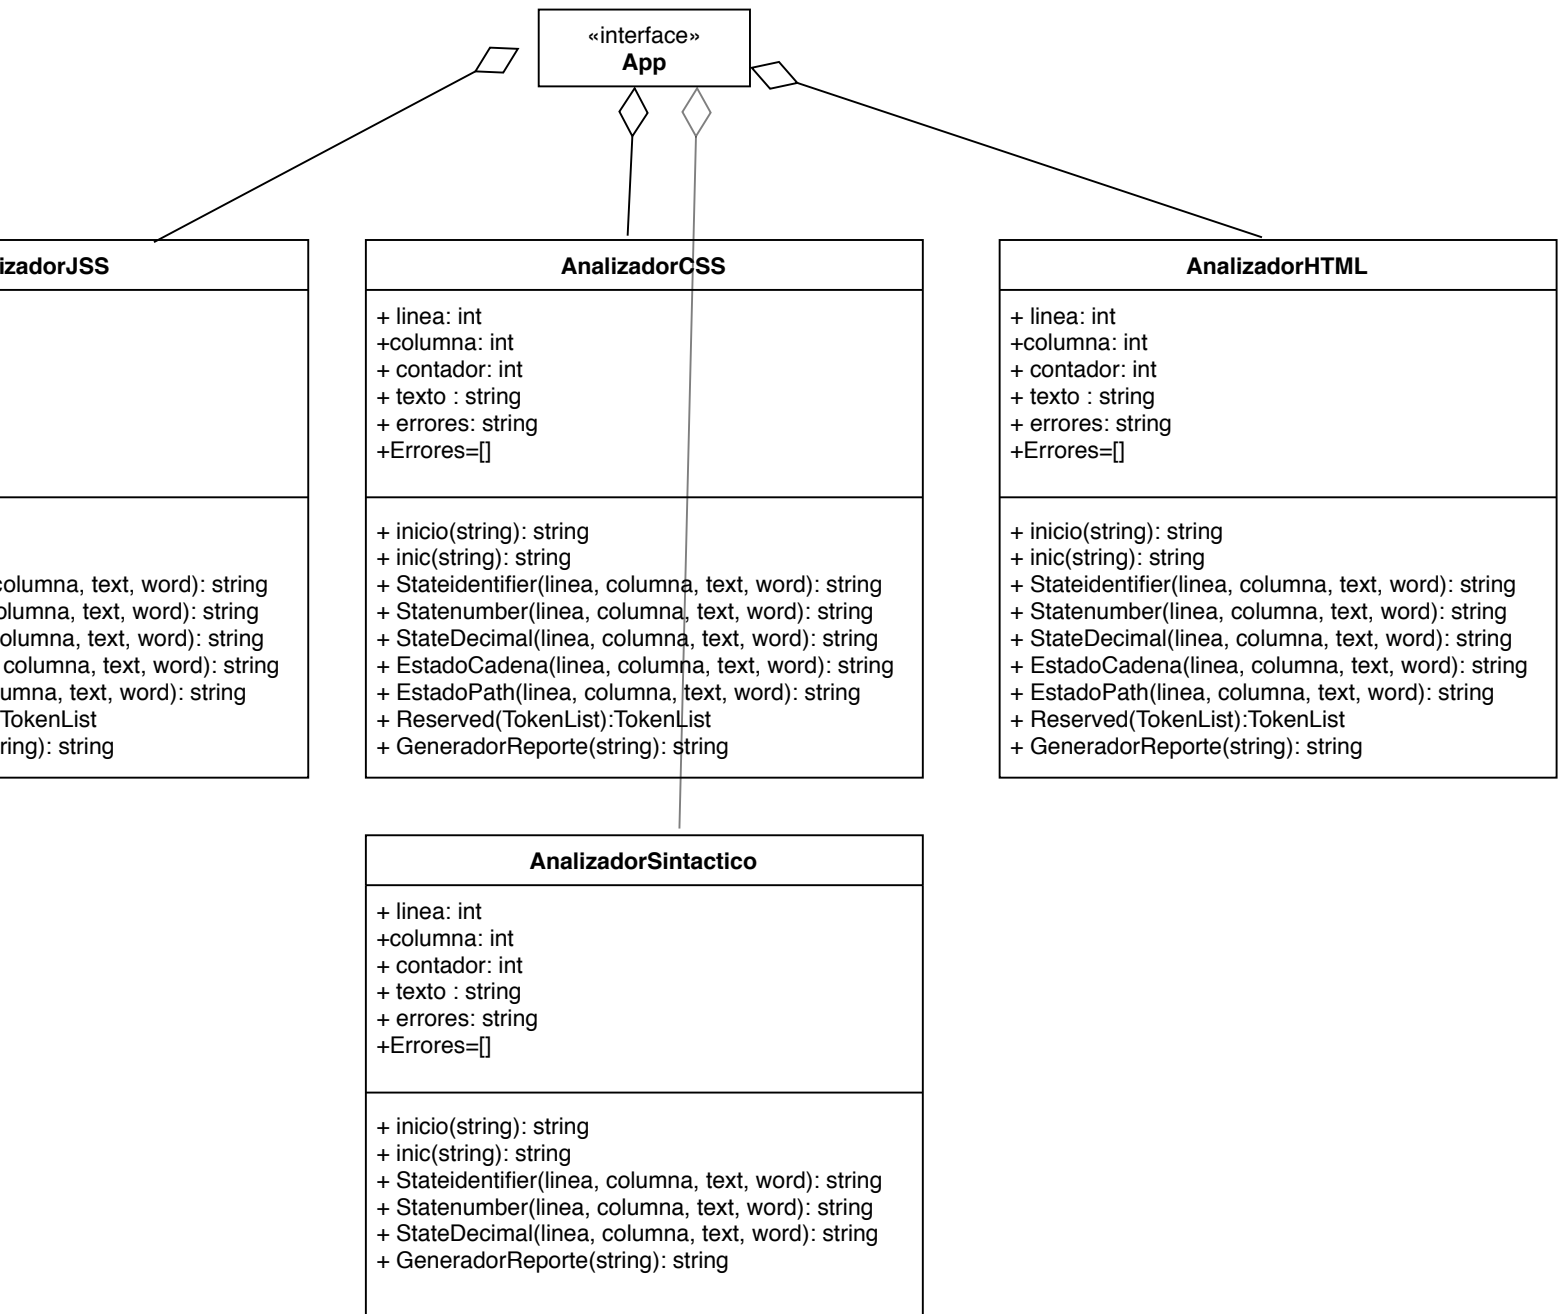 «interface»
App
izadorJSS
columna, text, word): string
olumna, text, word): string
olumna, text, word): string
columna, text, word): string
umna, text, word): string
TokenList
ring): string
AnalizadorCSS
+ linea: int
+columna: int
+ contador: int
+ texto : string
+ errores: string
+Errores=[]
+ inicio(string): string
+ inic(string): string
+ Stateidentifier(linea, columna, text, word): string
+ Statenumber(linea, columna, text, word): string
+ StateDecimal(linea, columna, text, word): string
+ EstadoCadena(linea, columna, text, word): string
+ EstadoPath(linea, columna, text, word): string
+ Reserved(TokenList):TokenList
+ GeneradorReporte(string): string
AnalizadorHTML
+ linea: int
+columna: int
+ contador: int
+ texto : string
+ errores: string
+Errores=[]
+ inicio(string): string
+ inic(string): string
+ Stateidentifier(linea, columna, text, word): string
+ Statenumber(linea, columna, text, word): string
+ StateDecimal(linea, columna, text, word): string
+ EstadoCadena(linea, columna, text, word): string
+ EstadoPath(linea, columna, text, word): string
+ Reserved(TokenList):TokenList
+ GeneradorReporte(string): string
AnalizadorSintactico
+ linea: int
+columna: int
+ contador: int
+ texto : string
+ errores: string
+Errores=[]
+ inicio(string): string
+ inic(string): string
+ Stateidentifier(linea, columna, text, word): string
+ Statenumber(linea, columna, text, word): string
+ StateDecimal(linea, columna, text, word): string
+ GeneradorReporte(string): string